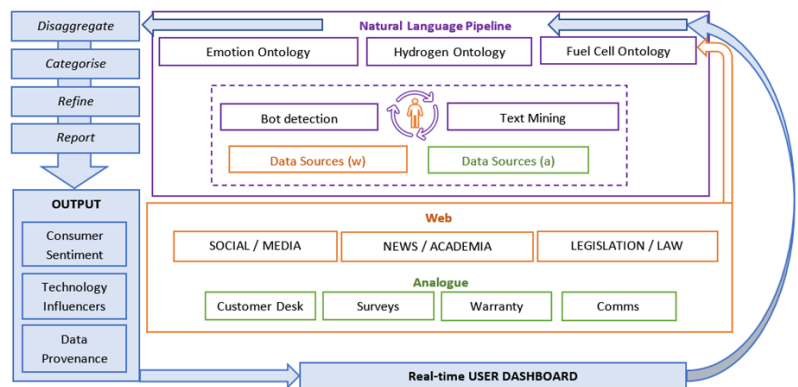 Disaggregate
Categorise
Refine
Report
OUTPUT
Consumer
Sentiment
Technology
Influencers
Data
Provenance
Natural Language Pipeline
Emotion Ontology
Hydrogen Ontology
Fuel Cell Ontology
Bot detection
Text Mining
Data Sources (w)
Data Sources (a)
Web
SOCIAL / MEDIA
NEWS / ACADEMIA
LEGISLATION / LAW
Analogue
Customer Desk
Surveys
Warranty
Comms
Real-time USER DASHBOARD